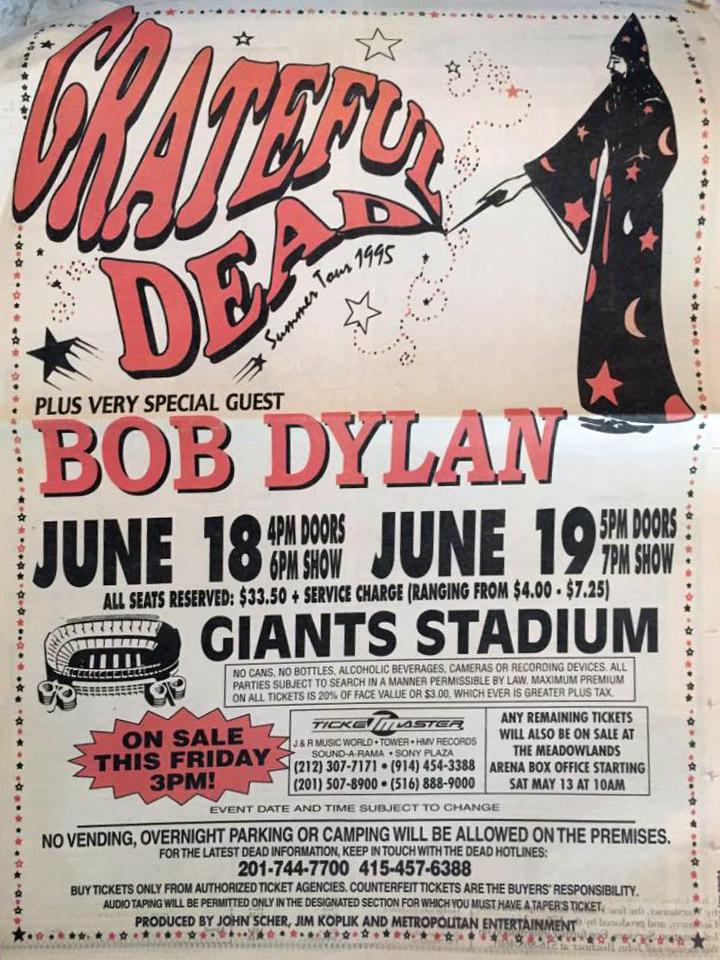 GRATEFUL
DEAD
Summer Tour 1995
PLUS VERY SPECIAL GUEST
BOB DYLAN
JUNE 18 4PM DOORS 6PM SHOW JUNE 19 5PM DOORS 7PM SHOW
ALL SEATS RESERVED: $33.50 + SERVICE CHARGE (RANGING FROM $4.00 - $7.25)
GIANTS STADIUM
NO CANS, NO BOTTLES, ALCOHOLIC BEVERAGES, CAMERAS OR RECORDING DEVICES. ALL
PARTIES SUBJECT TO SEARCH IN A MANNER PERMISSIBLE BY LAW. MAXIMUM PREMIUM
ON ALL TICKETS IS 20% OF FACE VALUE OR $3.00, WHICH EVER IS GREATER PLUS TAX.
ON SALE
THIS FRIDAY
3PM!
TICKETMASTER
J & R MUSIC WORLD • TOWER • HMV RECORDS
SOUND-A-RAMA • SONY PLAZA
(212) 307-7171 • (914) 454-3388
(201) 507-8900 • (516) 888-9000
ANY REMAINING TICKETS
WILL ALSO BE ON SALE AT
THE MEADOWLANDS
ARENA BOX OFFICE STARTING
SAT MAY 13 AT 10AM
EVENT DATE AND TIME SUBJECT TO CHANGE
NO VENDING, OVERNIGHT PARKING OR CAMPING WILL BE ALLOWED ON THE PREMISES.
FOR THE LATEST DEAD INFORMATION, KEEP IN TOUCH WITH THE DEAD HOTLINES:
201-744-7700 415-457-6388
BUY TICKETS ONLY FROM AUTHORIZED TICKET AGENCIES. COUNTERFEIT TICKETS ARE THE BUYERS' RESPONSIBILITY.
AUDIO TAPING WILL BE PERMITTED ONLY IN THE DESIGNATED SECTION FOR WHICH YOU MUST HAVE A TAPER'S TICKET.
PRODUCED BY JOHN SCHER, JIM KOPLIK AND METROPOLITAN ENTERTAINMENT